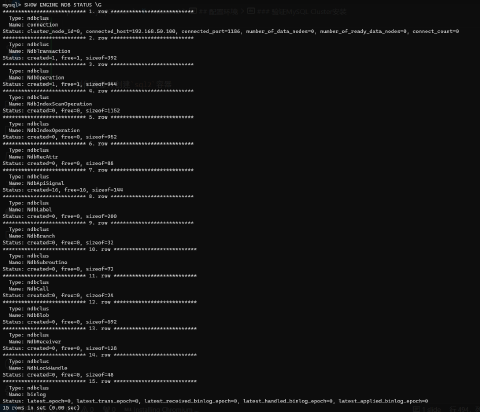 mysql> SHOW ENGINE NDB STATUS \G
*************************** 1. row ***************************
Type: ndbclus
Name: connection
Status: cluster_node_id=0, connected_host=192.168.50.100, connected_port=1186, number_of_data_nodes=0, number_of_ready_data_nodes=0, connect_count=0
*************************** 2. row ***************************
Type: ndbclus
Name: NdbTransaction
Status: created=1, free=1, sizeof=392
*************************** 3. row ***************************
Type: ndbclus
Name: NdbOperation
Status: created=1, free=1, sizeof=944
*************************** 4. row ***************************
Type: ndbclus
Name: NdbIndexScanOperation
Status: created=0, free=0, sizeof=1152
*************************** 5. row ***************************
Type: ndbclus
Name: NdbIndexOperation
Status: created=0, free=0, sizeof=952
*************************** 6. row ***************************
Type: ndbclus
Name: NdbRecAttr
Status: created=0, free=0, sizeof=88
*************************** 7. row ***************************
Type: ndbclus
Name: NdbApiSignal
Status: created=16, free=16, sizeof=144
*************************** 8. row ***************************
Type: ndbclus
Name: NdbLabel
Status: created=0, free=0, sizeof=200
*************************** 9. row ***************************
Type: ndbclus
Name: NdbBranch
Status: created=0, free=0, sizeof=32
*************************** 10. row ***************************
Type: ndbclus
Name: NdbSubroutine
Status: created=0, free=0, sizeof=72
*************************** 11. row ***************************
Type: ndbclus
Name: NdbCall
Status: created=0, free=0, sizeof=24
*************************** 12. row ***************************
Type: ndbclus
Name: NdbBlob
Status: created=0, free=0, sizeof=392
*************************** 13. row ***************************
Type: ndbclus
Name: NdbReceiver
Status: created=0, free=0, sizeof=128
*************************** 14. row ***************************
Type: ndbclus
Name: NdbLockHandle
Status: created=0, free=0, sizeof=48
*************************** 15. row ***************************
Type: ndbclus
Name: binlog
Status: latest_epoch=0, latest_trans_epoch=0, latest_received_binlog_epoch=0, latest_handled_binlog_epoch=0, latest_applied_binlog_epoch=0
15 rows in set (0.00 sec)